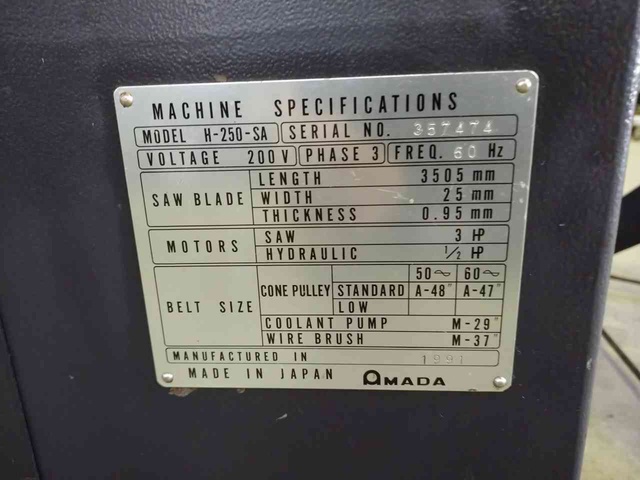 MACHINE SPECIFICATIONS
MODEL H-250-SA SERIAL NO. 357474
VOLTAGE 200V PHASE 3 FREQ. 60 Hz
SAW BLADE
LENGTH 3505 mm
WIDTH 25 mm
THICKNESS 0.95 mm
MOTORS
SAW 3 HP
HYDRAULIC 1/2 HP
BELT SIZE
50～ 60～
CONE PULLEY STANDARD A-48" A-47"
LOW
COOLANT PUMP M-29"
WIRE BRUSH M-37"
MANUFACTURED IN 1991
MADE IN JAPAN AMADA